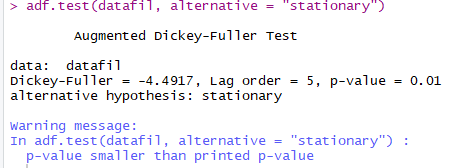 > adf.test(datafil, alternative = "stationary")
Augmented Dickey-Fuller Test
data:  datafil
Dickey-Fuller = -4.4917, Lag order = 5, p-value = 0.01
alternative hypothesis: stationary
Warning message:
In adf.test(datafil, alternative = "stationary") :
  p-value smaller than printed p-value